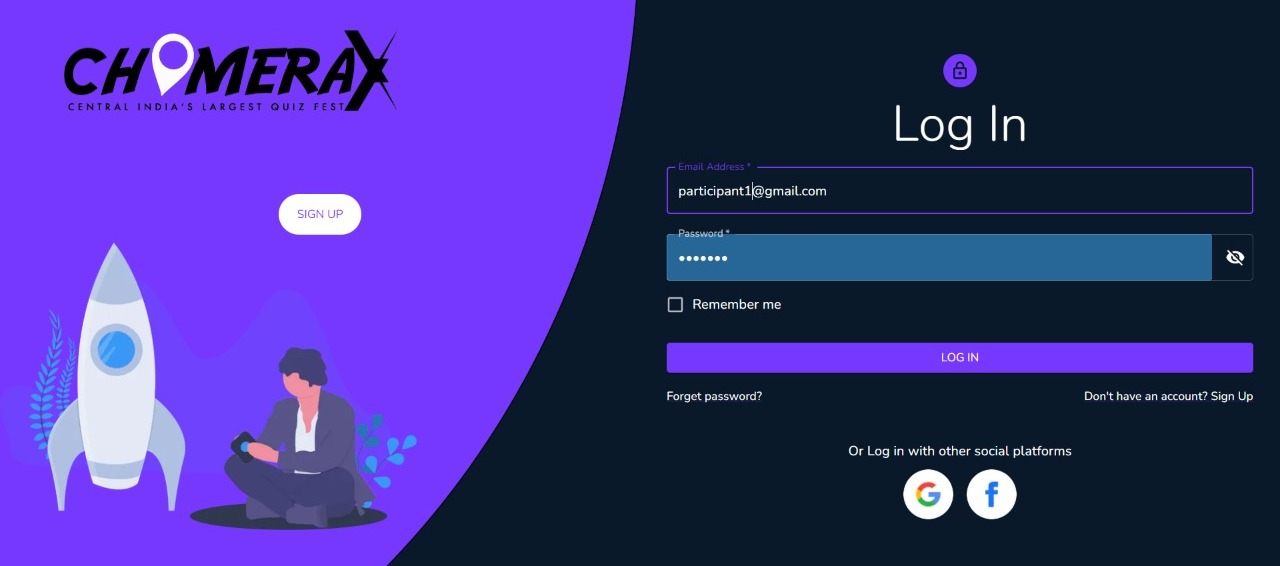 CHOMERAX
CENTRAL INDIA'S LARGEST QUIZ FEST
SIGN UP
Log In
Email Address *
participant1@gmail.com
Password *
•••••••
Remember me
LOG IN
Forget password?
Don't have an account? Sign Up
Or Log in with other social platforms